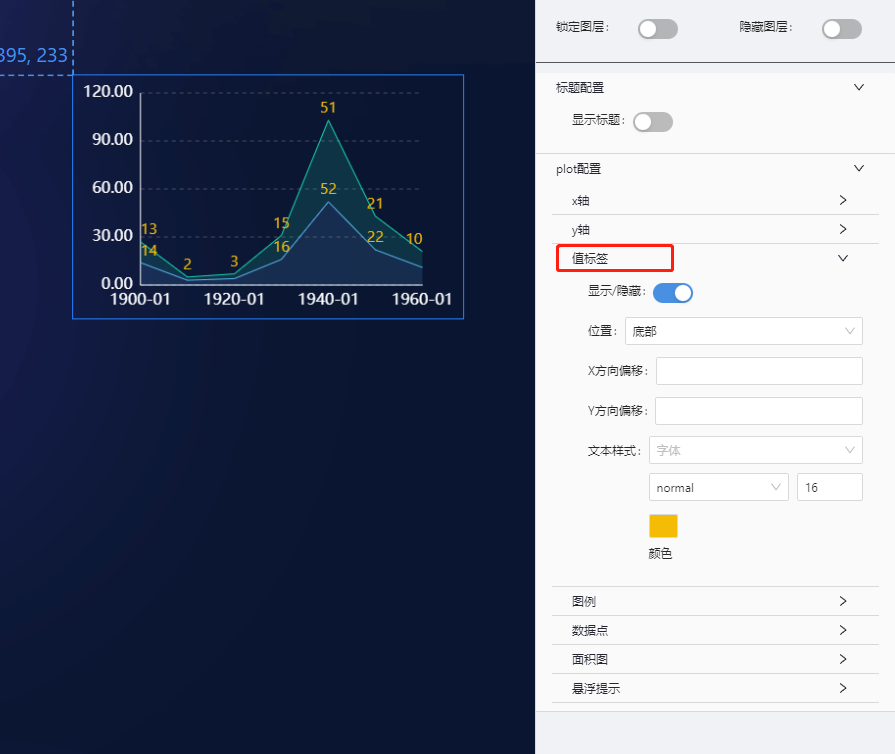 395, 233
120.00
90.00
60.00
30.00
0.00
51
52
13
14
2
3
15
16
21
22
10
1900-01 1920-01 1940-01 1960-01
锁定图层: 隐藏图层:
标题配置
显示标题:
plot配置
x轴
y轴
值标签
显示/隐藏:
位置: 底部
X方向偏移:
Y方向偏移:
文本样式: 字体
normal 16
颜色
图例
数据点
面积图
悬浮提示